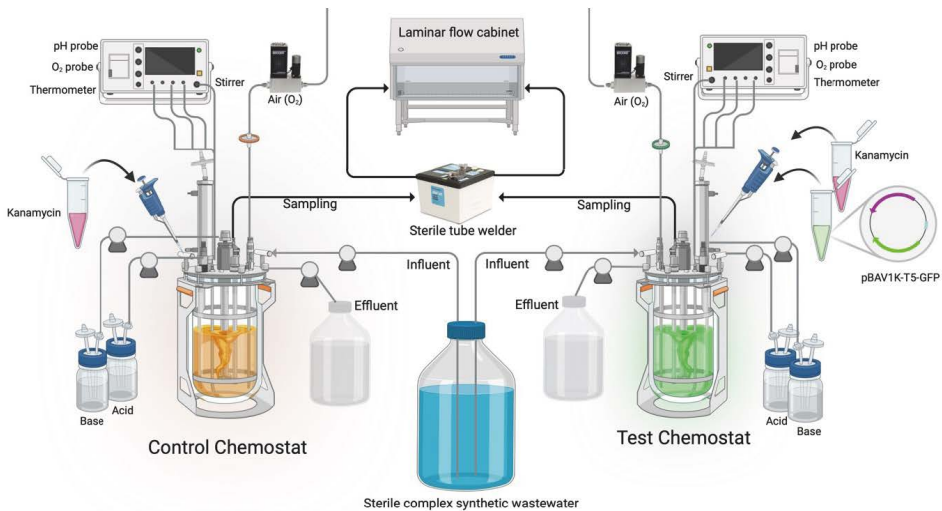 Laminar flow cabinet
pH probe
O₂ probe
Thermometer
Stirrer
Air (O₂)
Air (O₂)
Stirrer
pH probe
O₂ probe
Thermometer
Kanamycin
Kanamycin
Sampling
Sterile tube welder
Sampling
pBAV1K-T5-GFP
Influent
Influent
Effluent
Effluent
Base
Acid
Acid
Base
Control Chemostat
Test Chemostat
Sterile complex synthetic wastewater